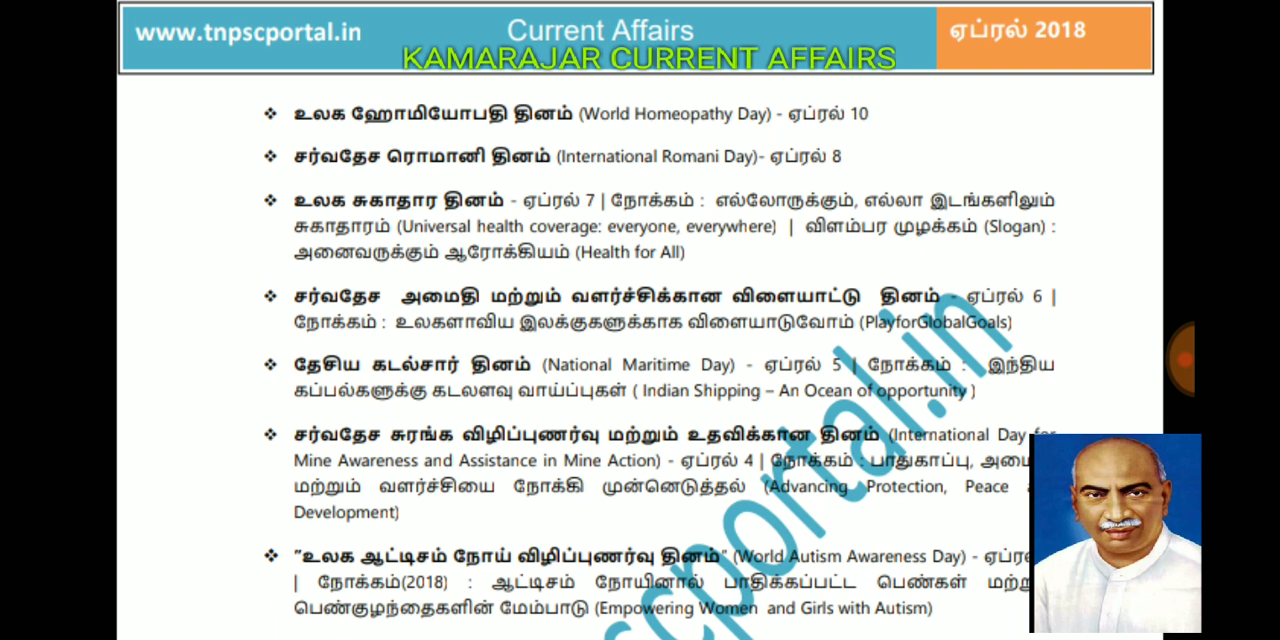 www.tnpscportal.in
Current Affairs
ஏப்ரல் 2018
KAMARAJAR CURRENT AFFAIRS
❖ உலக ஹோமியோபதி தினம் (World Homeopathy Day) - ஏப்ரல் 10
❖ சர்வதேச ரொமானி தினம் (International Romani Day)- ஏப்ரல் 8
❖ உலக சுகாதார தினம் - ஏப்ரல் 7 | நோக்கம் : எல்லோருக்கும், எல்லா இடங்களிலும்
சுகாதாரம் (Universal health coverage: everyone, everywhere) | விளம்பர முழக்கம் (Slogan) :
அனைவருக்கும் ஆரோக்கியம் (Health for All)
❖ சர்வதேச அமைதி மற்றும் வளர்ச்சிக்கான விளையாட்டு தினம் - ஏப்ரல் 6 |
நோக்கம் : உலகளாவிய இலக்குகளுக்காக விளையாடுவோம் (PlayforGlobalGoals)
❖ தேசிய கடல்சார் தினம் (National Maritime Day) - ஏப்ரல் 5 | நோக்கம் : இந்திய
கப்பல்களுக்கு கடலளவு வாய்ப்புகள் ( Indian Shipping – An Ocean of opportunity )
❖ சர்வதேச சுரங்க விழிப்புணர்வு மற்றும் உதவிக்கான தினம் (International Day for
Mine Awareness and Assistance in Mine Action) - ஏப்ரல் 4 | நோக்கம் : பாதுகாப்பு,
மற்றும் வளர்ச்சியை நோக்கி முன்னெடுத்தல் (Advancing Protection, Peace
Development)
❖ "உலக ஆட்டிசம் நோய் விழிப்புணர்வு தினம்" (World Autism Awareness Day) -
| நோக்கம்(2018) : ஆட்டிசம் நோயினால் பாதிக்கப்பட்ட பெண்கள்
பெண்குழந்தைகளின் மேம்பாடு (Empowering Women and Girls with Autism)
portal.in